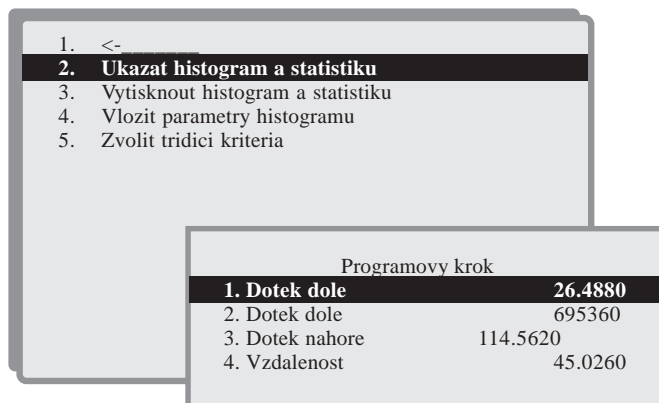 1. <-_______
2. Ukazat histogram a statistiku
3. Vytisknout histogram a statistiku
4. Vlozit parametry histogramu
5. Zvolit tridici kriteria
Programovy krok
1. Dotek dole 26.4880
2. Dotek dole 695360
3. Dotek nahore 114.5620
4. Vzdalenost 45.0260